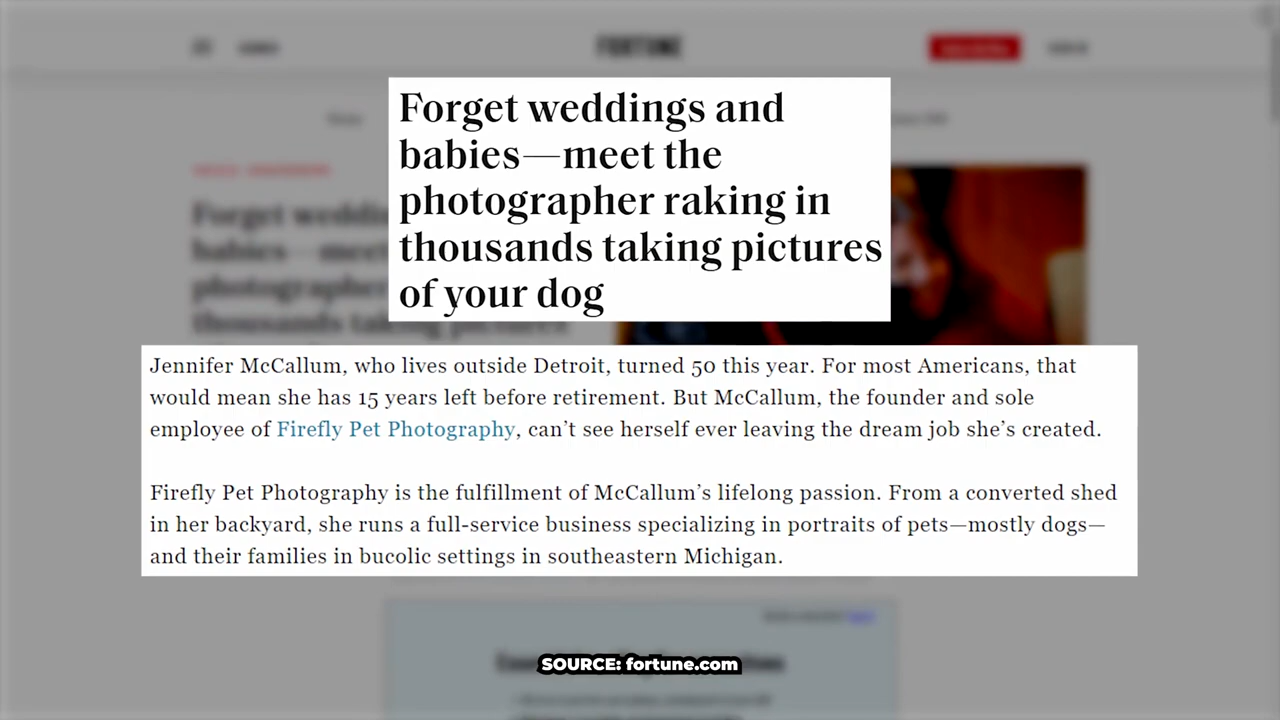 FORTUNE
Forget weddings and
babies—meet the
photographer raking in
thousands taking pictures
of your dog
Jennifer McCallum, who lives outside Detroit, turned 50 this year. For most Americans, that
would mean she has 15 years left before retirement. But McCallum, the founder and sole
employee of Firefly Pet Photography, can’t see herself ever leaving the dream job she’s created.
Firefly Pet Photography is the fulfillment of McCallum’s lifelong passion. From a converted shed
in her backyard, she runs a full-service business specializing in portraits of pets—mostly dogs—
and their families in bucolic settings in southeastern Michigan.
SOURCE: fortune.com